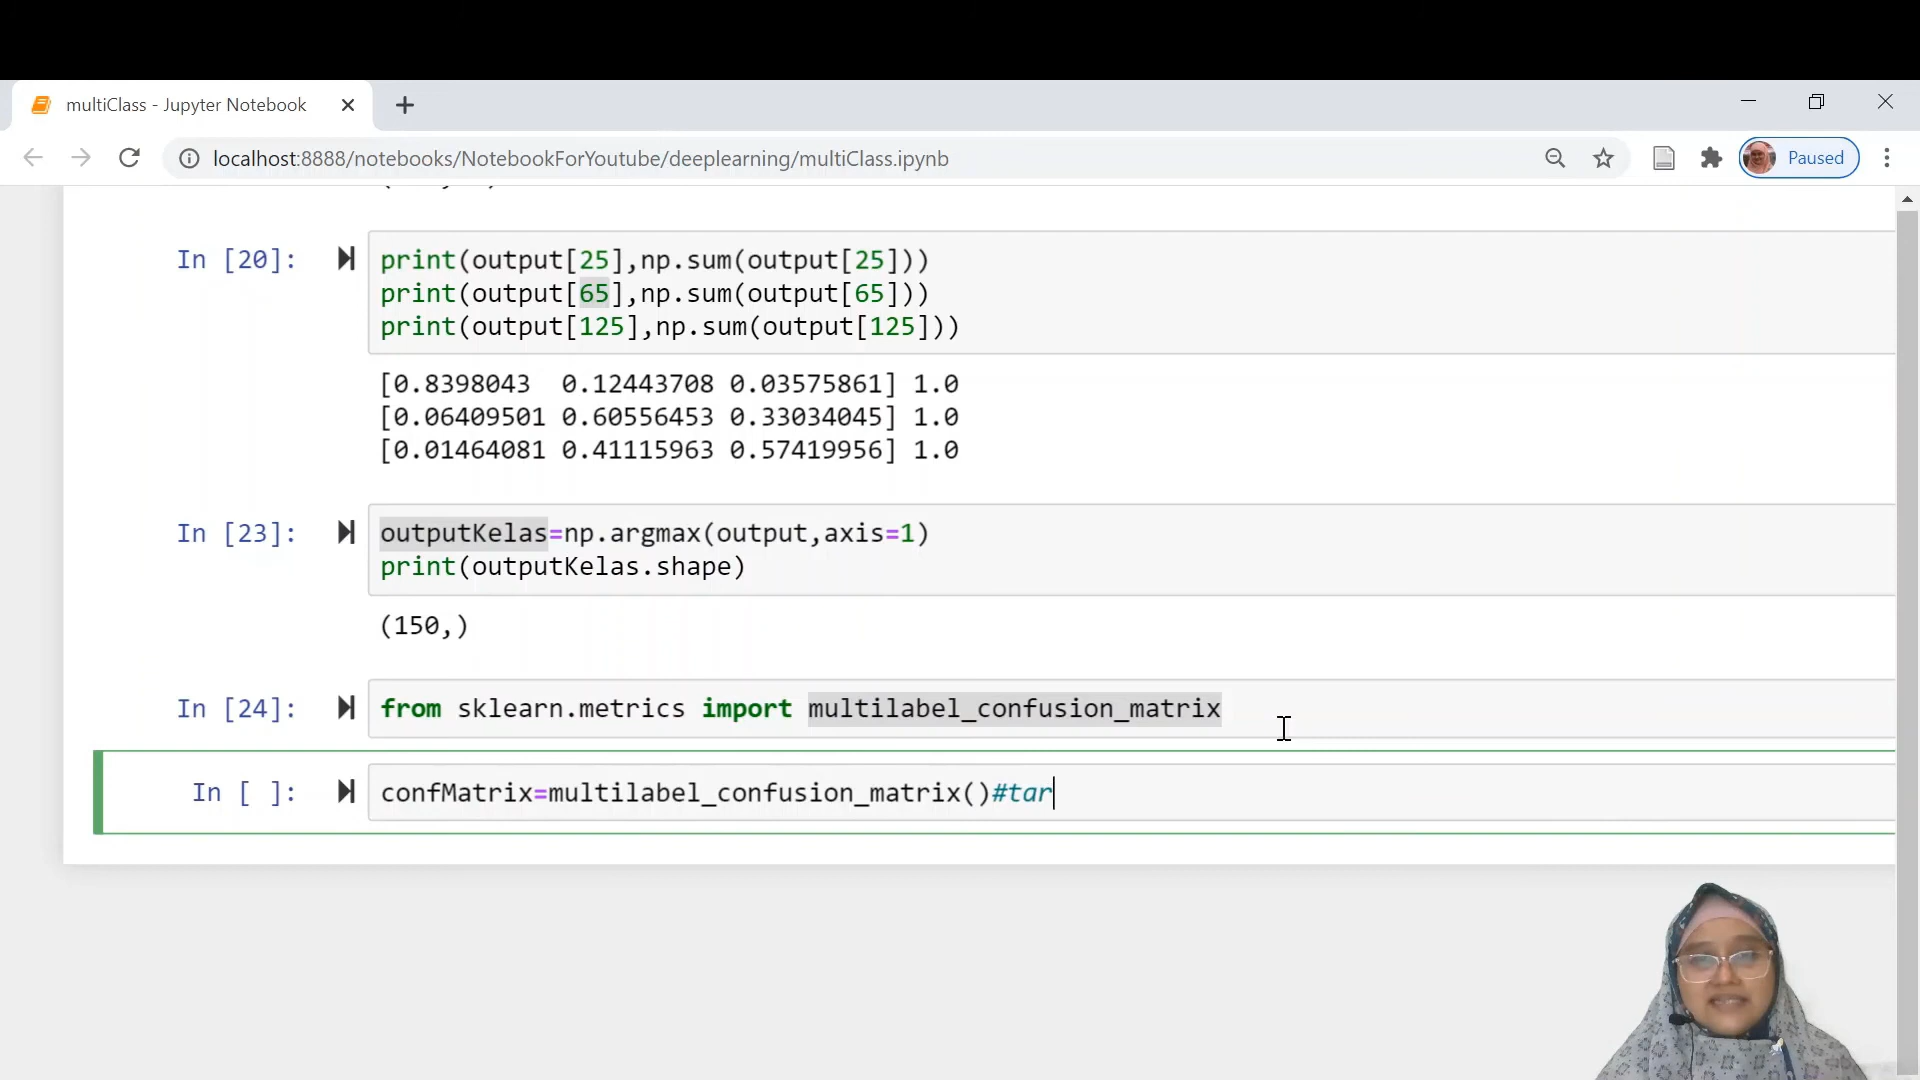 multiClass - Jupyter Notebook
localhost:8888/notebooks/NotebookForYoutube/deeplearning/multiClass.ipynb
Paused
In [20]:
print(output[25],np.sum(output[25]))
print(output[65],np.sum(output[65]))
print(output[125],np.sum(output[125]))
[0.8398043  0.12443708 0.03575861] 1.0
[0.06409501 0.60556453 0.33034045] 1.0
[0.01464081 0.41115963 0.57419956] 1.0
In [23]:
outputKelas=np.argmax(output,axis=1)
print(outputKelas.shape)
(150,)
In [24]:
from sklearn.metrics import multilabel_confusion_matrix
In [ ]:
confMatrix=multilabel_confusion_matrix()#tar